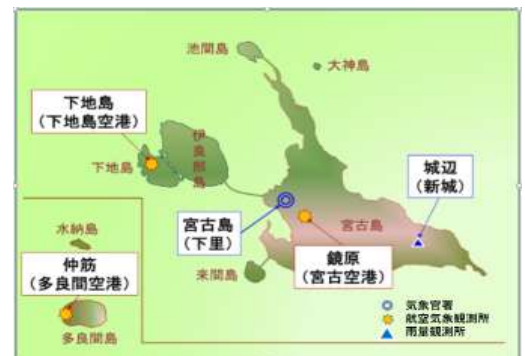 池間島
大神島
下地島
(下地島空港)
伊良部島
下地島
城辺
(新城)
宮古島
(下里)
宮古島
水納島
鏡原
(宮古空港)
来間島
仲筋
(多良間空港)
多良間島
気象官署
航空気象観測所
雨量観測所